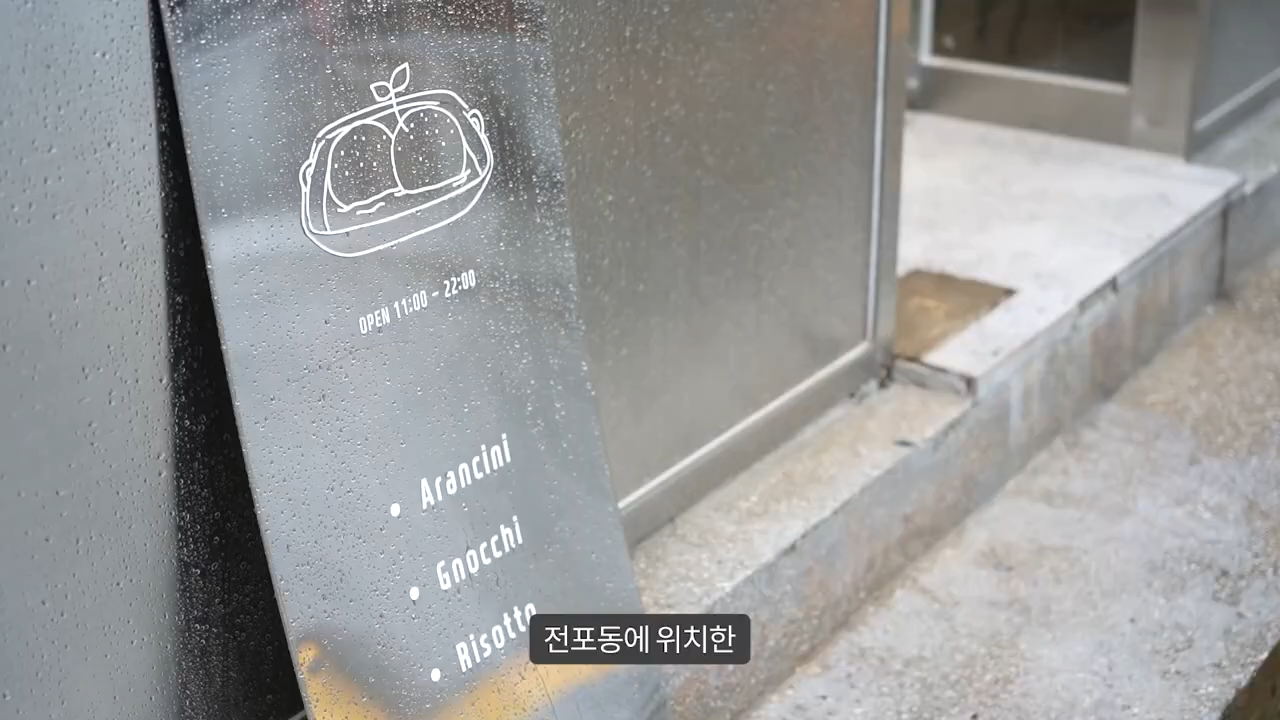 OPEN 11:00 - 22:00
• Arancini
• Gnocchi
• Risotto
전포동에 위치한